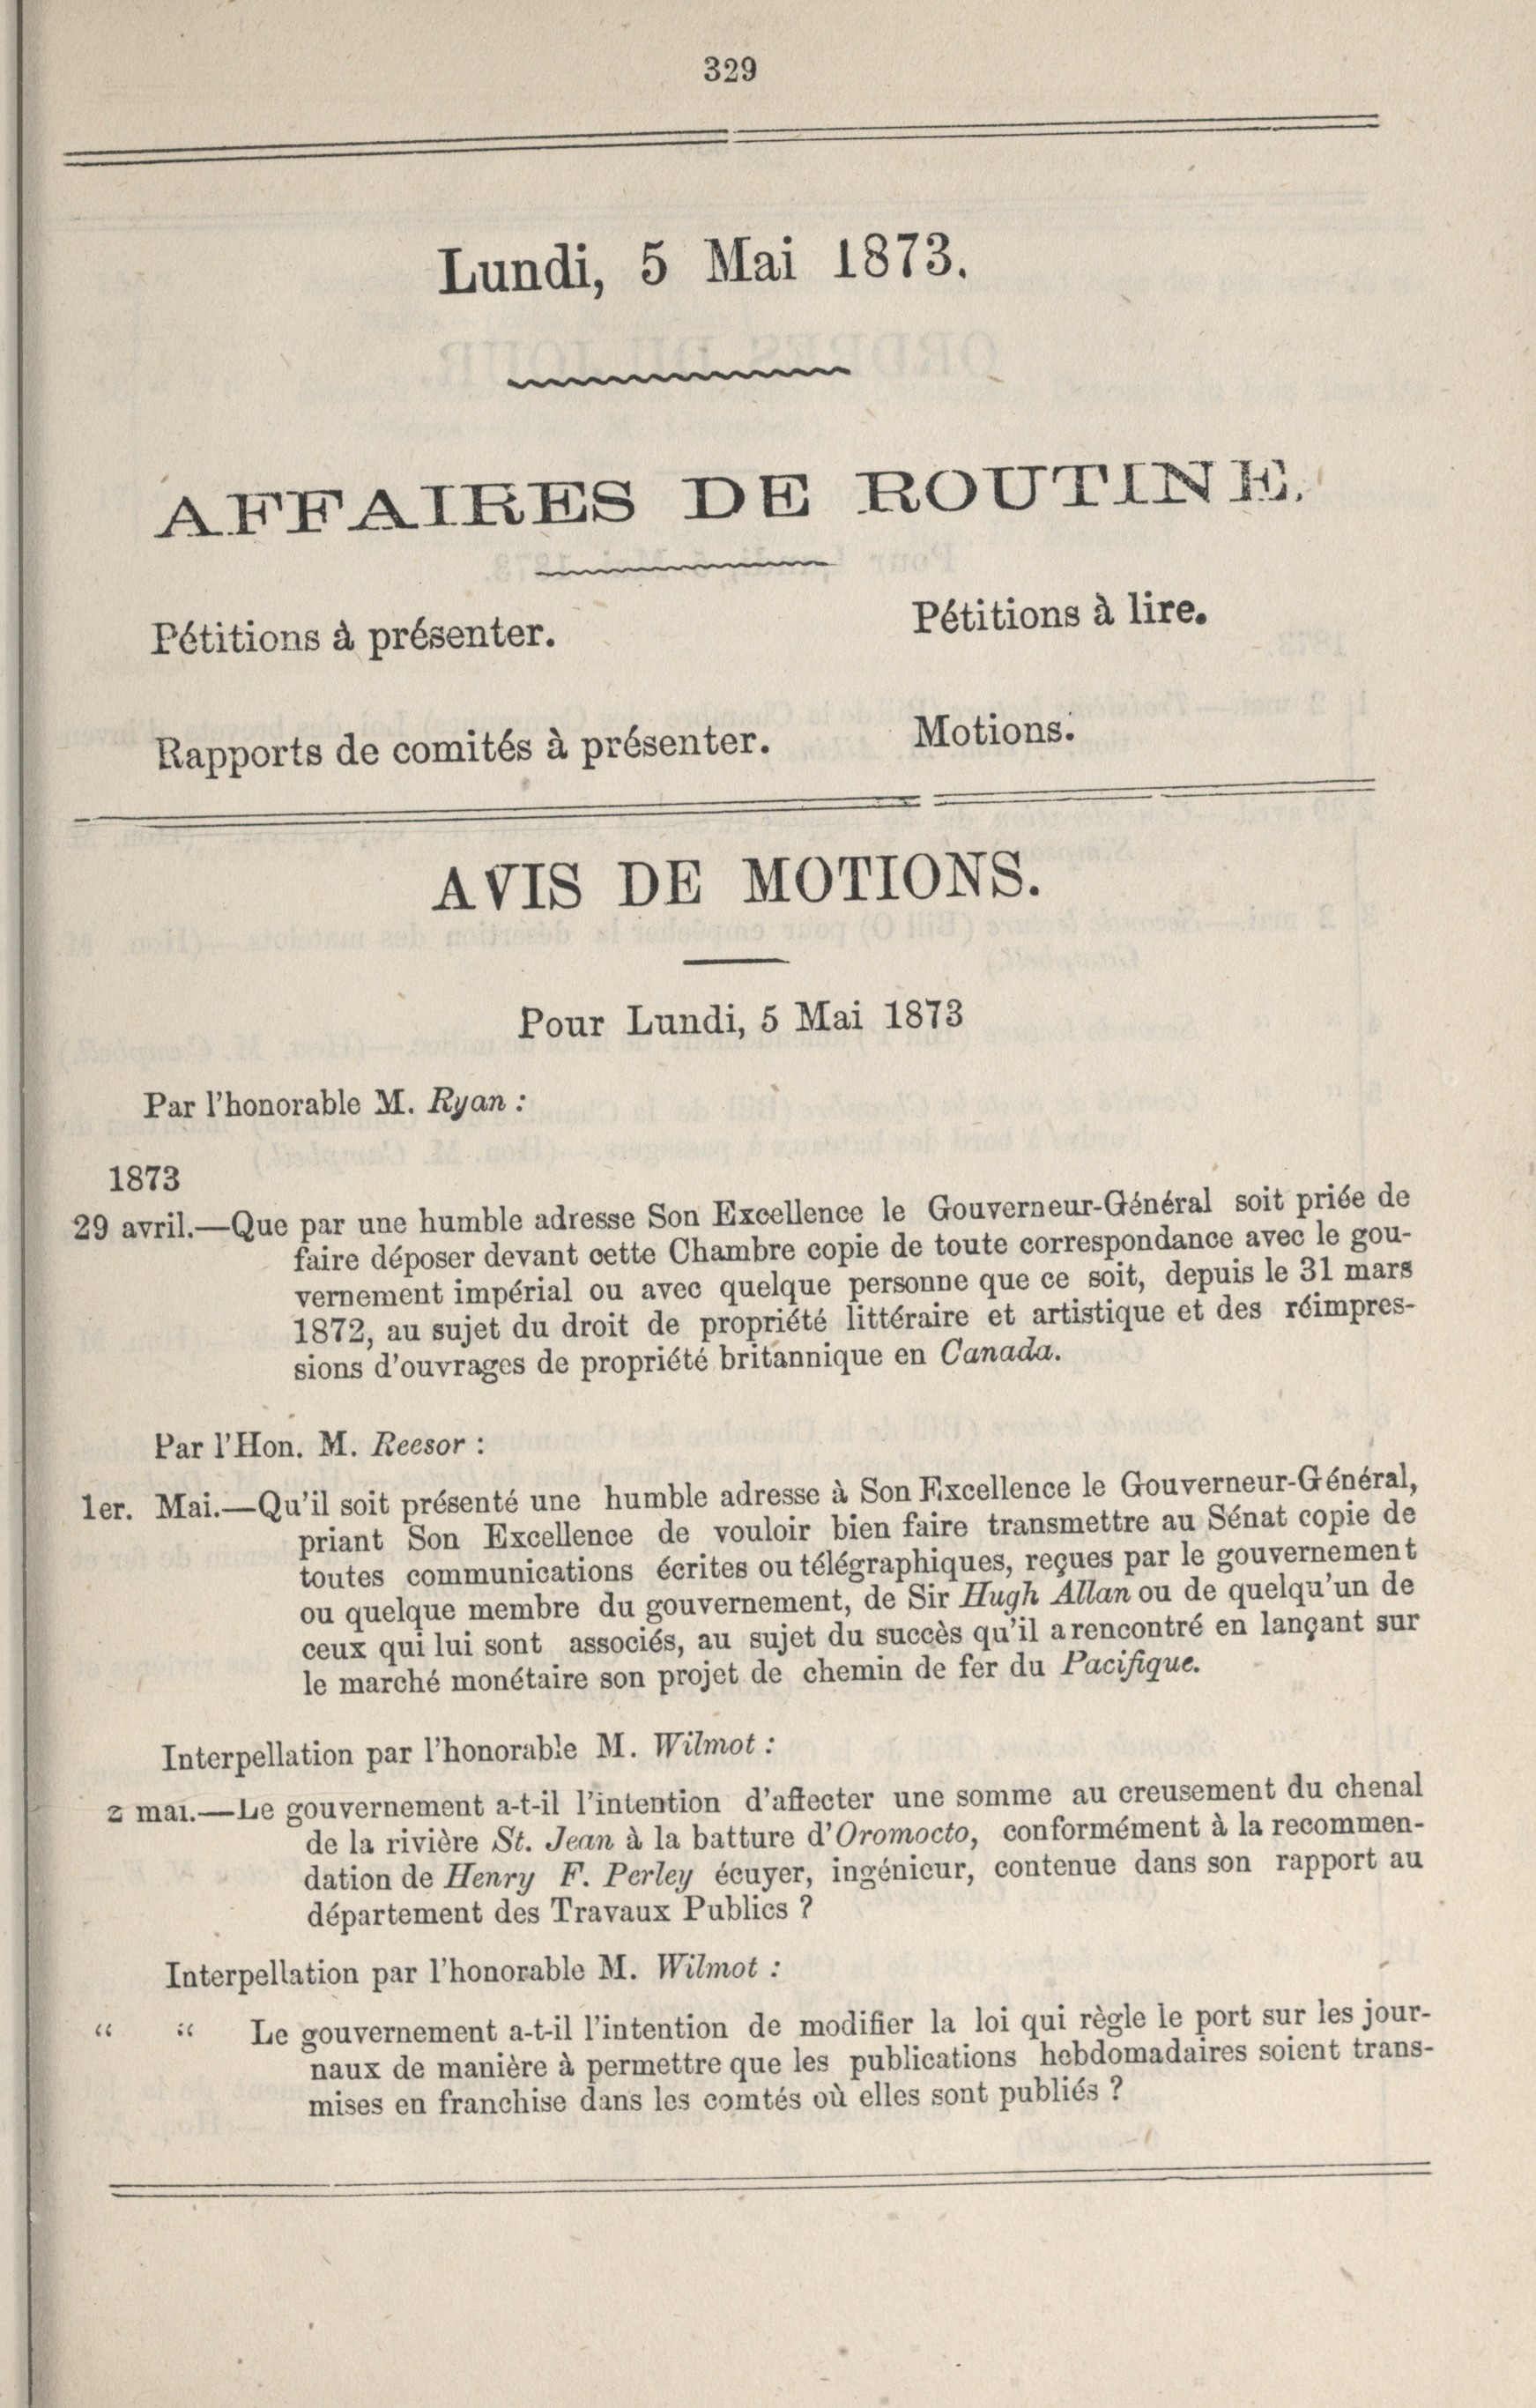 329
Lundi, 5 Mai 1873.
AFFAIRES DE ROUTINE.
Pétitions à présenter.
Pétitions à lire.
Rapports de comités à présenter.
Motions.
AVIS DE MOTIONS.
Pour Lundi, 5 Mai 1873
Par l'honorable M. Ryan :
1873
29 avril.—Que par une humble adresse Son Excellence le Gouverneur-Général soit priée de
faire déposer devant cette Chambre copie de toute correspondance avec le gou-
vernement impérial ou avec quelque personne que ce soit, depuis le 31 mars
1872, au sujet du droit de propriété littéraire et artistique et des réimpres-
sions d'ouvrages de propriété britannique en Canada.
Par l'Hon. M. Reesor :
1er. Mai.—Qu'il soit présenté une humble adresse à Son Excellence le Gouverneur-Général,
priant Son Excellence de vouloir bien faire transmettre au Sénat copie de
toutes communications écrites ou télégraphiques, reçues par le gouvernement
ou quelque membre du gouvernement, de Sir Hugh Allan ou de quelqu'un de
ceux qui lui sont associés, au sujet du succès qu'il a rencontré en lançant sur
le marché monétaire son projet de chemin de fer du Pacifique.
Interpellation par l'honorable M. Wilmot :
2 mai.—Le gouvernement a-t-il l'intention d'affecter une somme au creusement du chenal
de la rivière St. Jean à la batture d'Oromocto, conformément à la recommen-
dation de Henry F. Perley écuyer, ingénieur, contenue dans son rapport au
département des Travaux Publics ?
Interpellation par l'honorable M. Wilmot :
“ “ Le gouvernement a-t-il l'intention de modifier la loi qui règle le port sur les jour-
naux de manière à permettre que les publications hebdomadaires soient trans-
mises en franchise dans les comtés où elles sont publiés ?